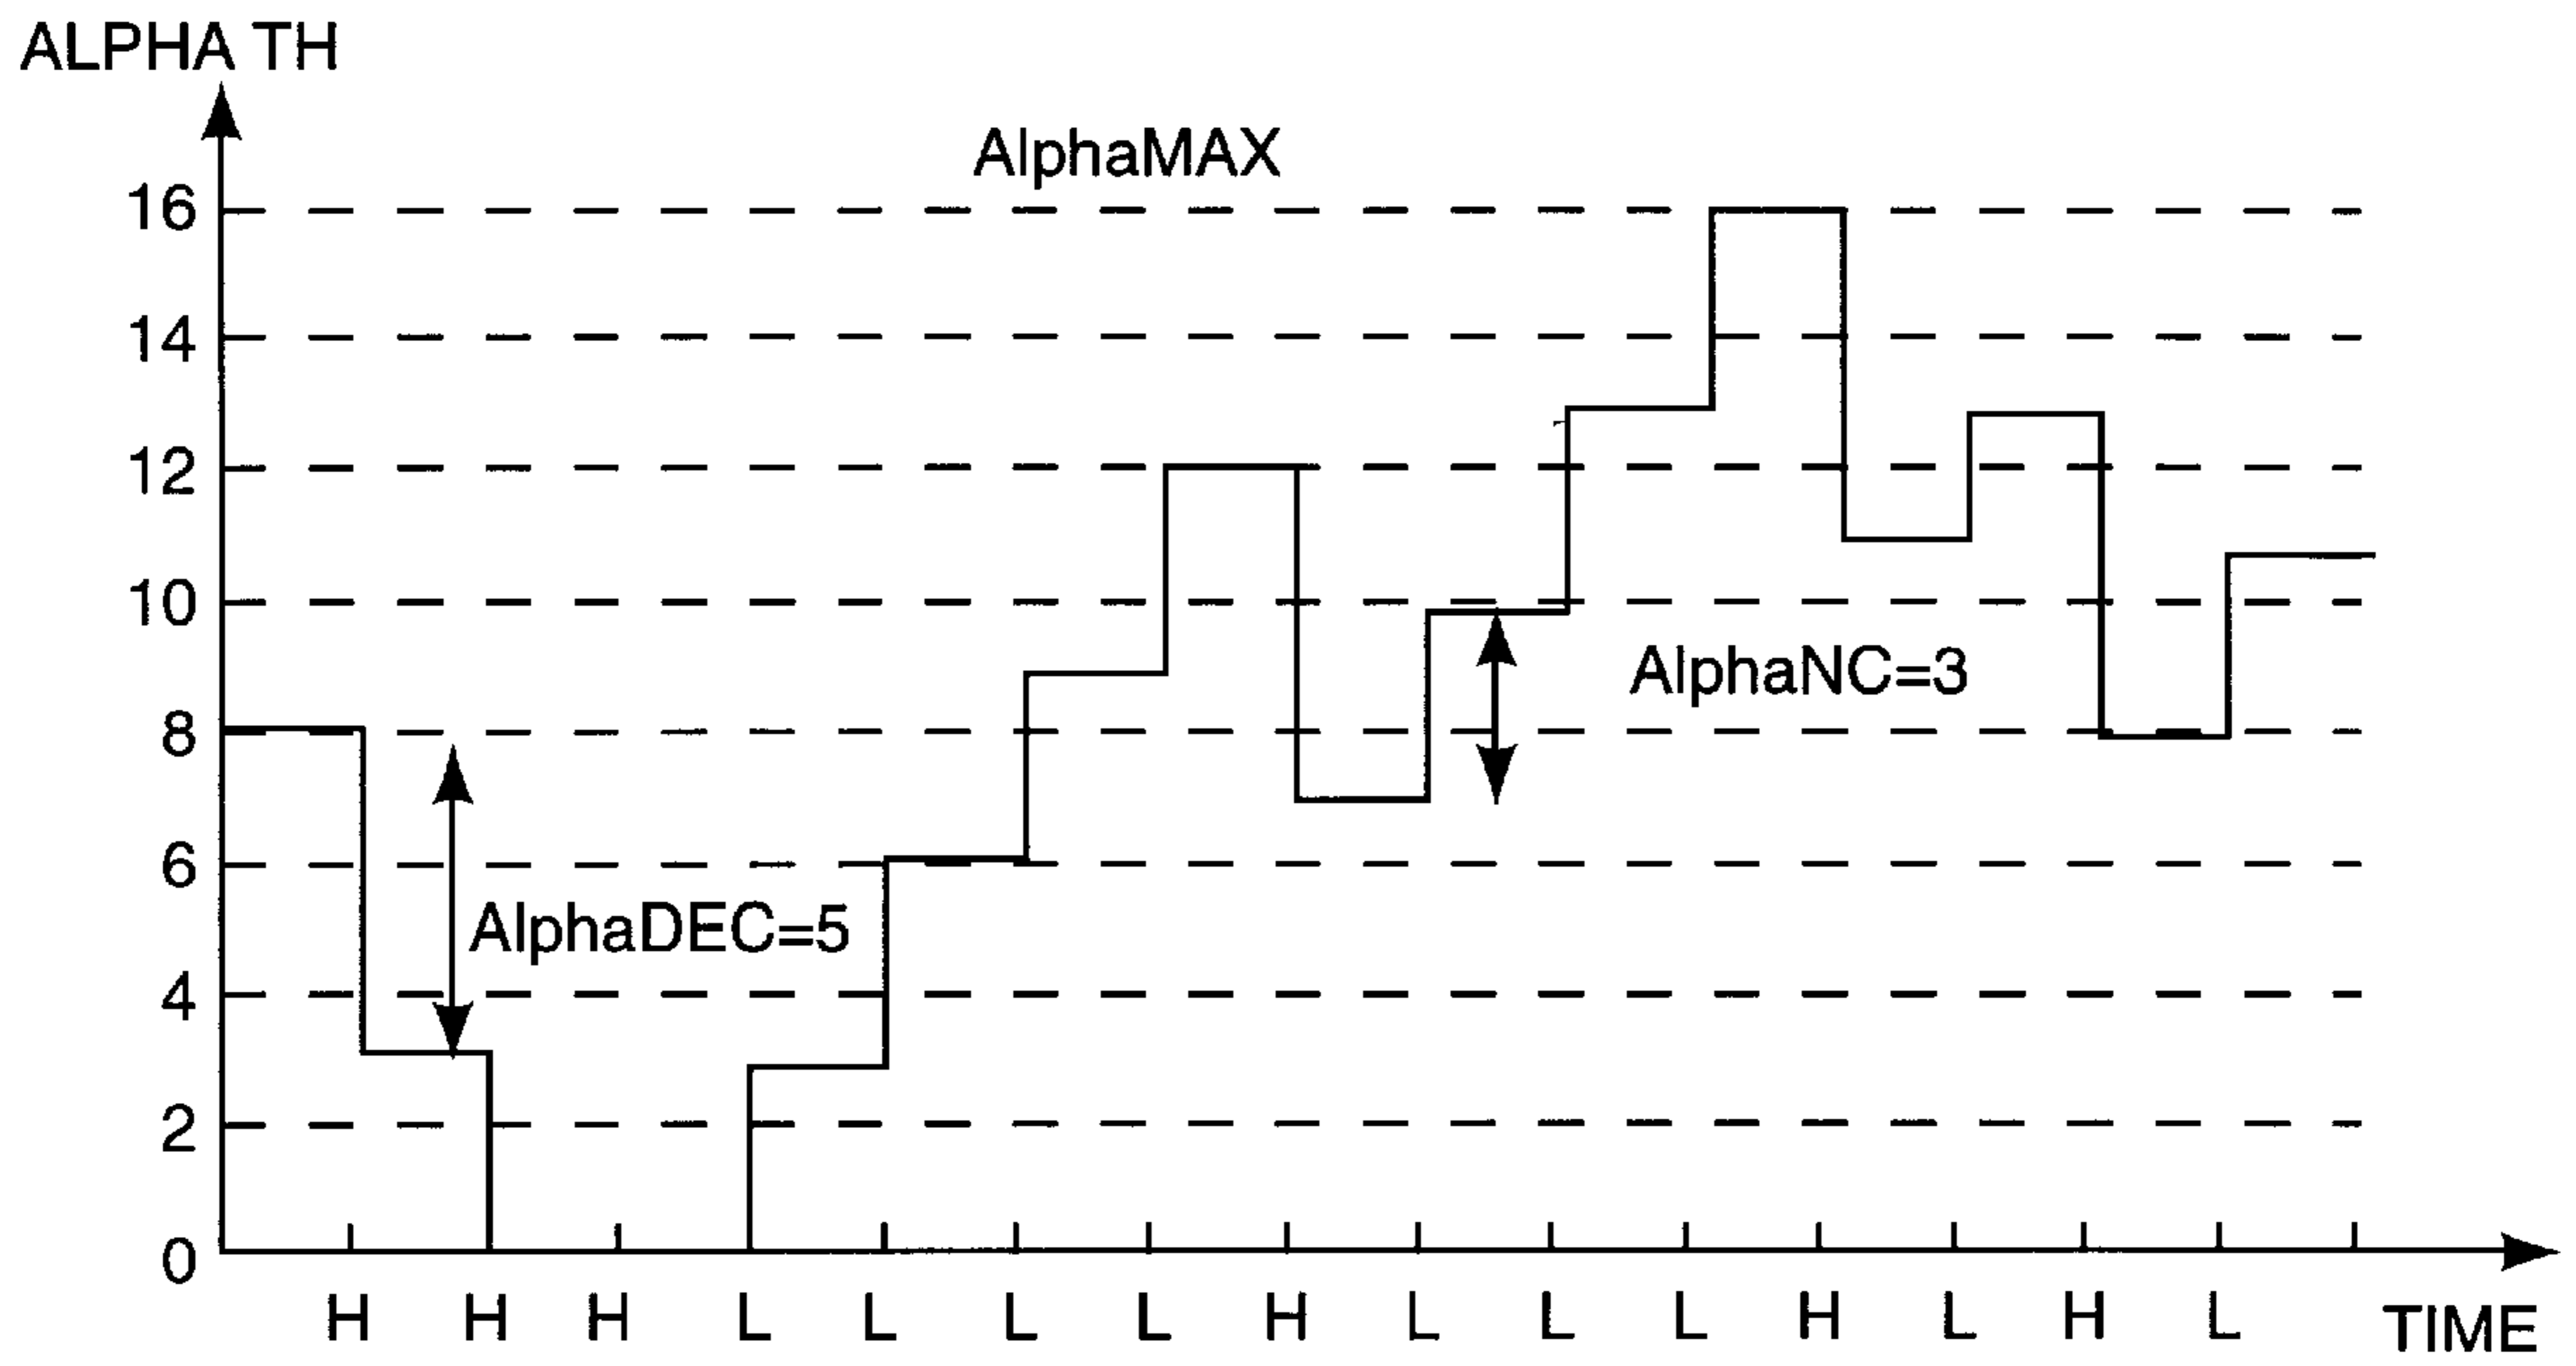 ALPHA TH
AlphaMAX
16
14
12
10
AlphaNC=3
8
6
AlphaDEC=5
4
2
0
H H H L L L L H L L L H L H L TIME